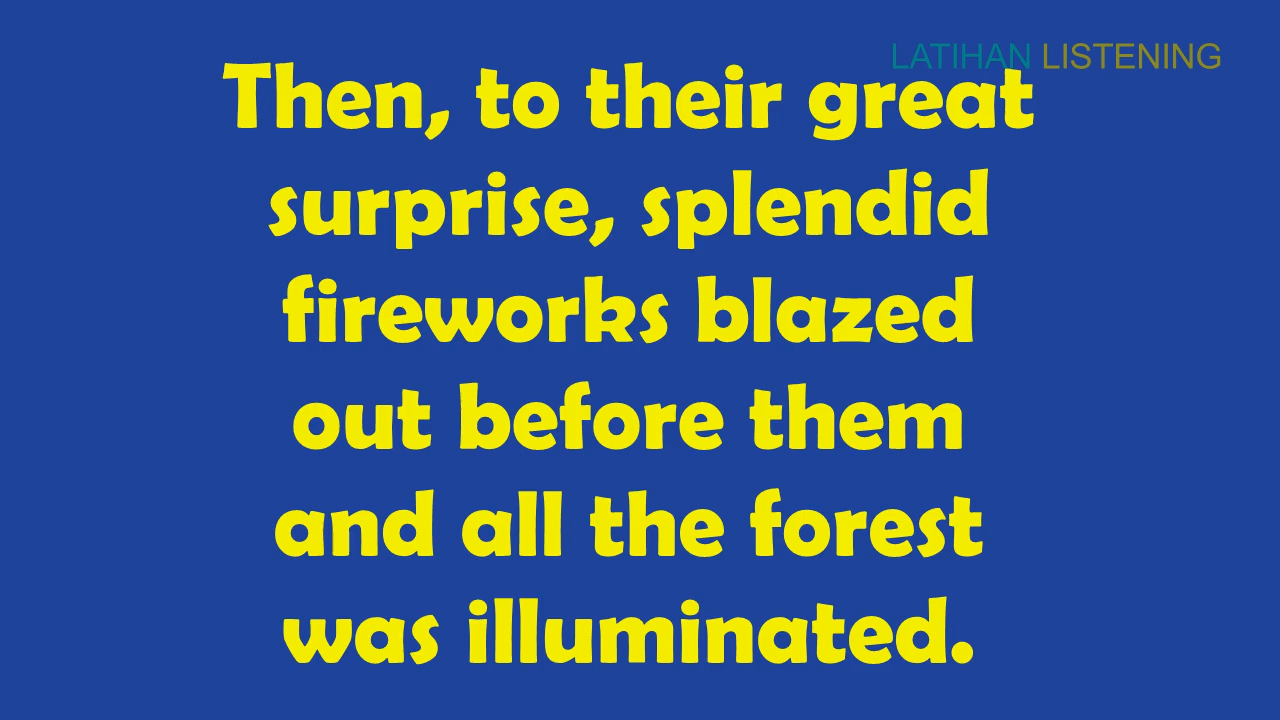 LATIHAN LISTENING
Then, to their great
surprise, splendid
fireworks blazed
out before them
and all the forest
was illuminated.